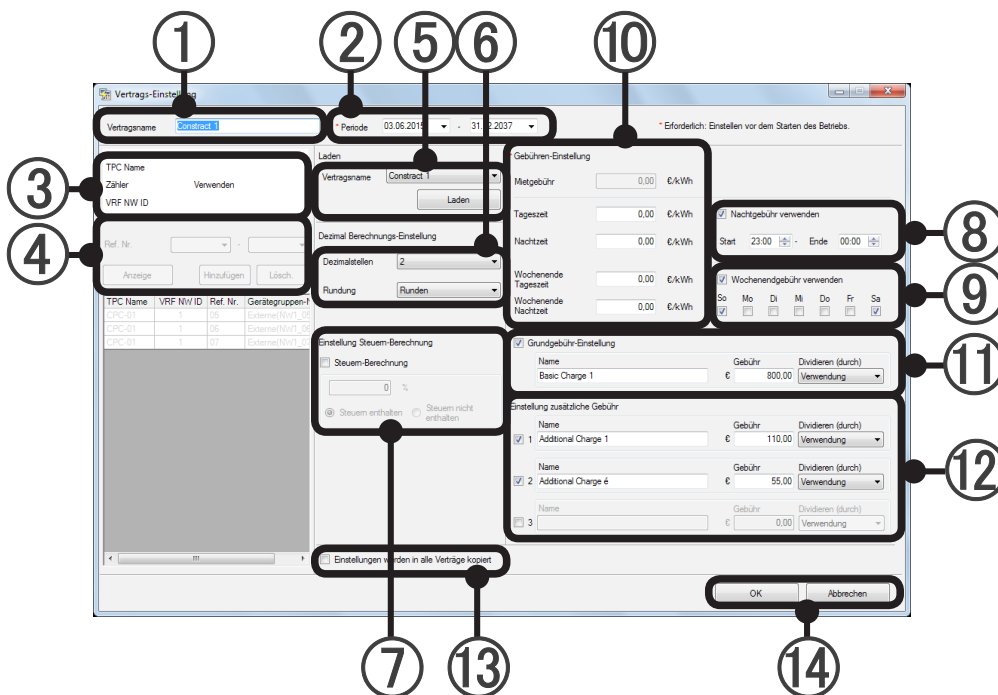 ① ② ⑤ ⑥ ⑩
Vertrags-Einstellung
Vertragsname Constract 1
* Periode 03.06.2015 - 31.12.2037
* Erforderlich: Einstellen vor dem Starten des Betriebs.
③
TPC Name
Zähler Verwenden
VRF NW ID
④
Ref. Nr. -
Anzeige Hinzufügen Lösch.
TPC Name VRF NW ID Ref. Nr. Gerätegruppen-N
CPC-01 1 05 Externe(NW1_05
CPC-01 1 06 Externe(NW1_06
CPC-01 1 07 Externe(NW1_07
Laden
Vertragsname Constract 1
Laden
Dezimal Berechnungs-Einstellung
Dezimalstellen 2
Rundung Runden
Einstellung Steuern-Berechnung
Steuern-Berechnung
0 %
Steuern enthalten Steuern nicht enthalten
Einstellungen wurden in alle Verträge kopiert
* Gebühren-Einstellung
Mietgebühr 0,00 €/kWh
Tageszeit 0,00 €/kWh
Nachtzeit 0,00 €/kWh
Wochenende Tageszeit 0,00 €/kWh
Wochenende Nachtzeit 0,00 €/kWh
Nachtgebühr verwenden
Start 23:00 - Ende 00:00
⑧
Wochenendgebühr verwenden
So Mo Di Mi Do Fr Sa
⑨
Grundgebühr-Einstellung
Name Gebühr Dividieren (durch)
Basic Charge 1 € 800,00 Verwendung
⑪
Einstellung zusätzliche Gebühr
Name Gebühr Dividieren (durch)
1 Additional Charge 1 € 110,00 Verwendung
Name Gebühr Dividieren (durch)
2 Additional Charge é € 55,00 Verwendung
⑫
Name Gebühr Dividieren (durch)
3 € 0,00 Verwendung
OK Abbrechen
⑦ ⑬ ⑭